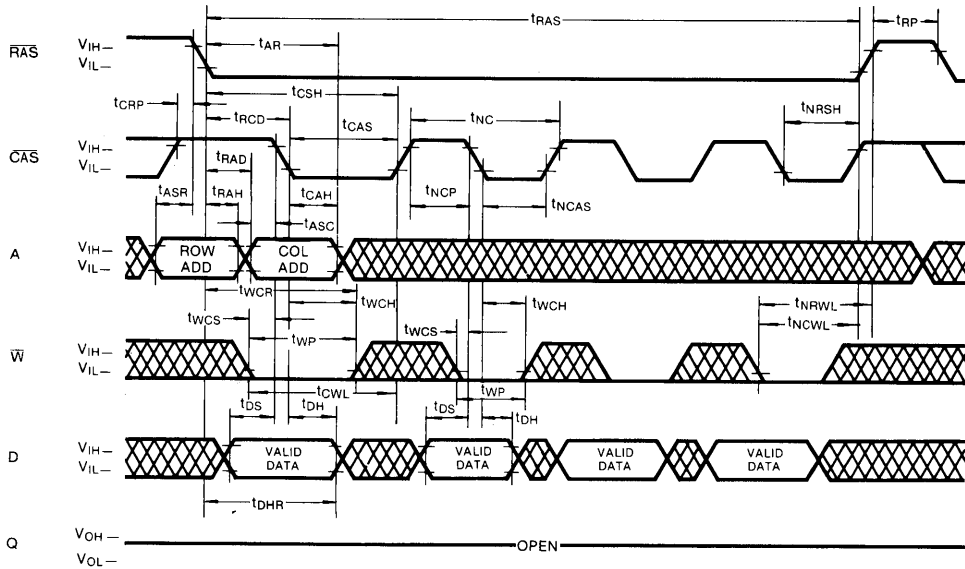 tRAS
tRP
RAS
VIH
VIL
tAR
tCSH
tCRP
tRCD
tCAS
tNC
tNRSH
CAS
VIH
VIL
tRAD
tASR
tRAH
tCAH
tASC
tNCP
tNCAS
A
VIH
VIL
ROW
ADD
COL
ADD
tWCR
tWCH
tWCH
tNRWL
tWCS
tWP
tWCS
tNCWL
W
VIH
VIL
tCWL
tWP
tDS
tDH
tDS
tDH
D
VIH
VIL
VALID
DATA
VALID
DATA
VALID
DATA
VALID
DATA
tDHR
Q
VOH
VOL
OPEN